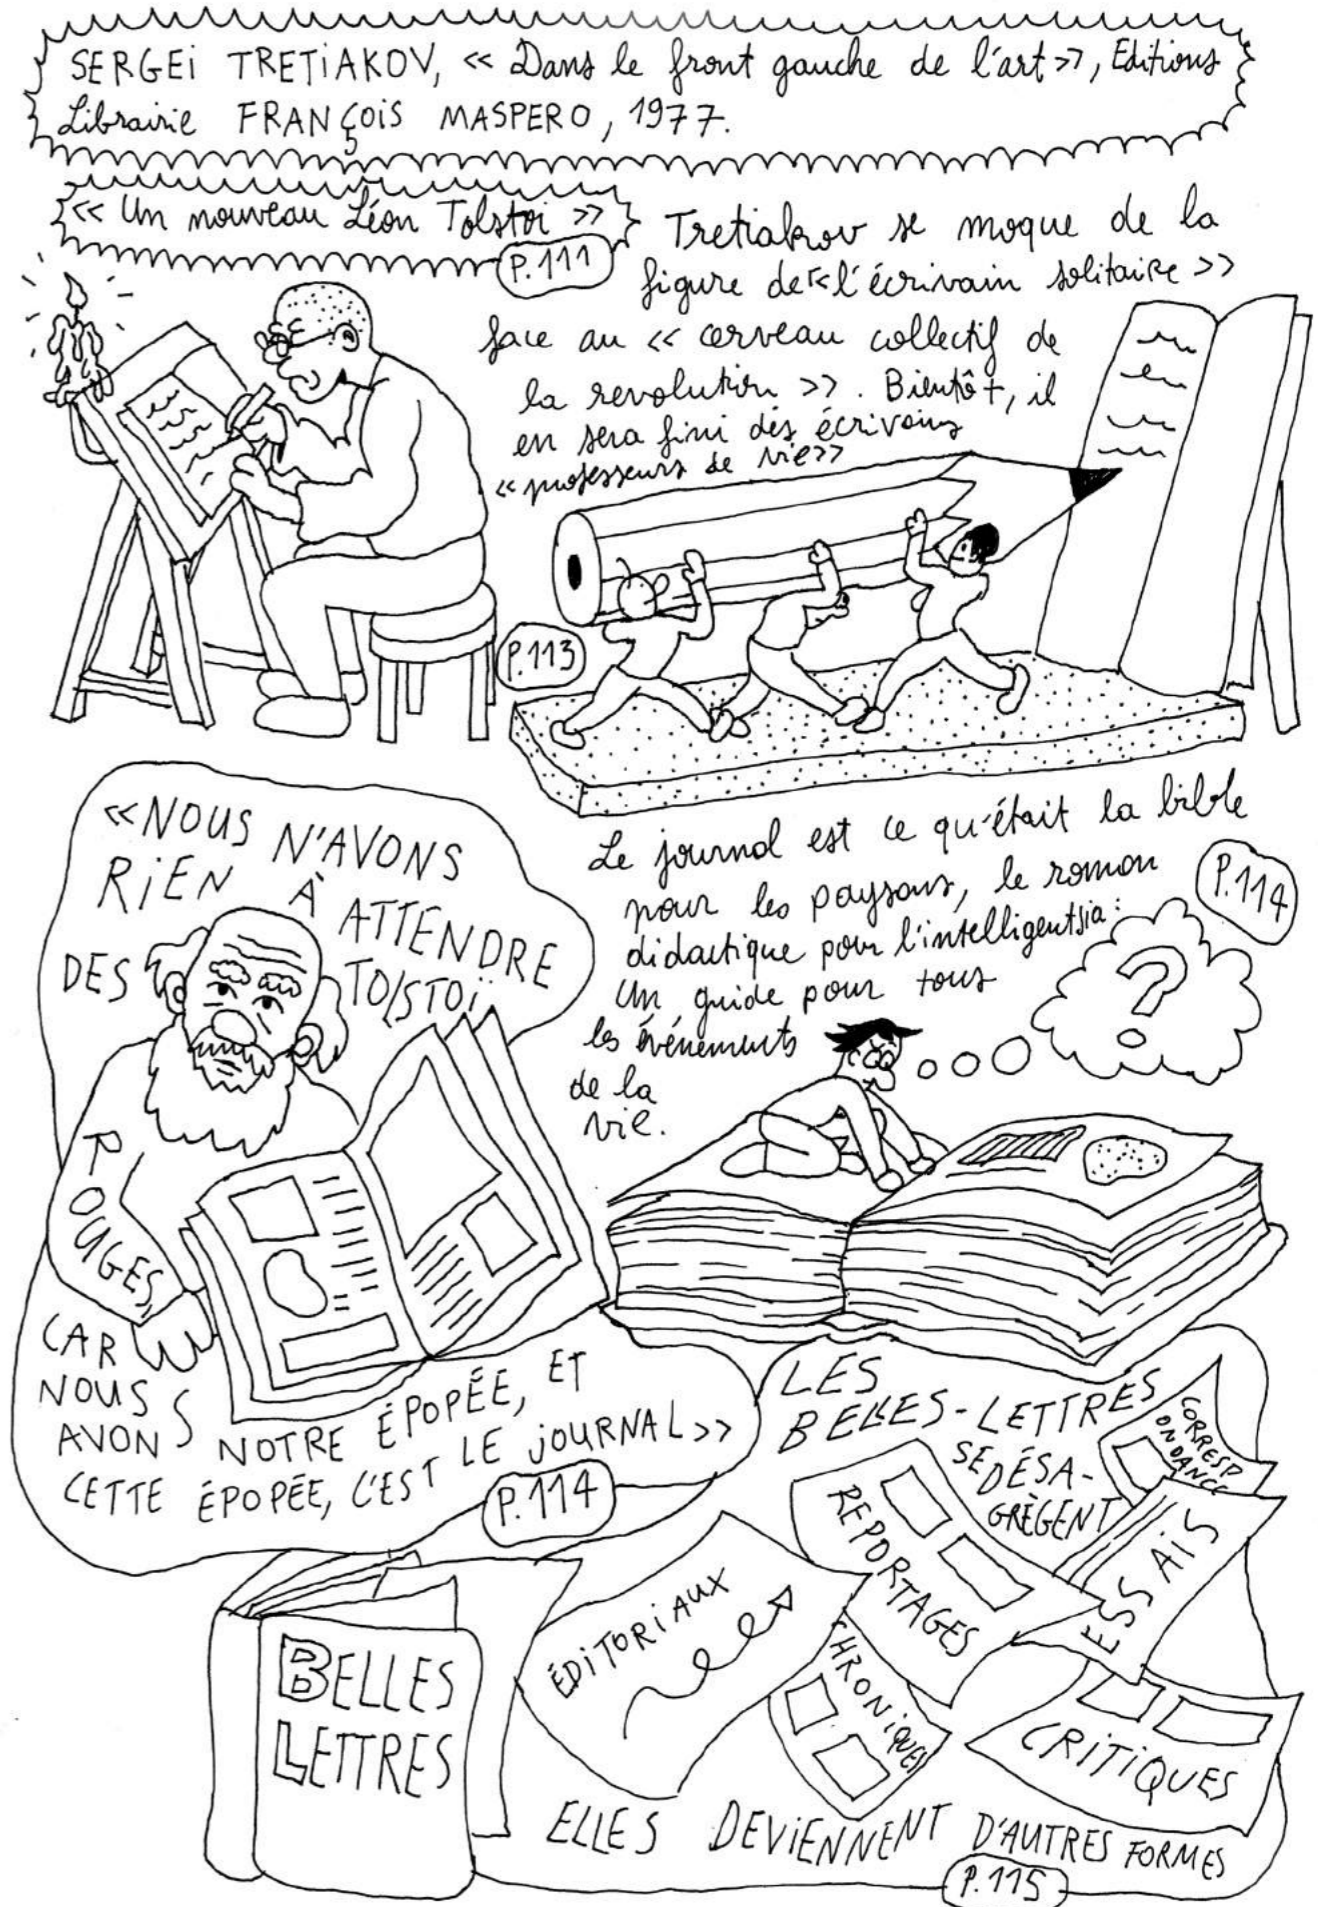 SERGEi TRETiAKOV, « Dans le front gauche de l'art », Editions
Librairie FRANÇOiS MASPERO, 1977.
« Un nouveau Léon Tolstoi »
P.111
Tretiakov se moque de la
figure de « l'écrivain solitaire »
face au « cerveau collectif de
la revolution ». Bientôt, il
en sera fini des écrivains
« professeurs de vie »
P.113
« NOUS N'AVONS
RiEN À ATTENDRE
DES TOLSTOÏ
ROUGES,
CAR
NOUS
AVONS NOTRE ÉPOPÉE, ET
CETTE ÉPOPÉE, C'EST LE JOURNAL »
P.114
Le journal est ce qu'était la bible
pour les paysans, le roman
didactique pour l'intelligentsia :
un guide pour tous
les événements
de la
vie.
P.114
?
LES
BELLES-LETTRES
SE DÉSA-
GRÈGENT
CORRESP
ONDANCE
ESSAiS
REPORTAGES
ÉDiTORiAUX
CHRONiQUES
CRiTiQUES
BELLES
LETTRES
ELLES DEViENNENT D'AUTRES FORMES
P.115